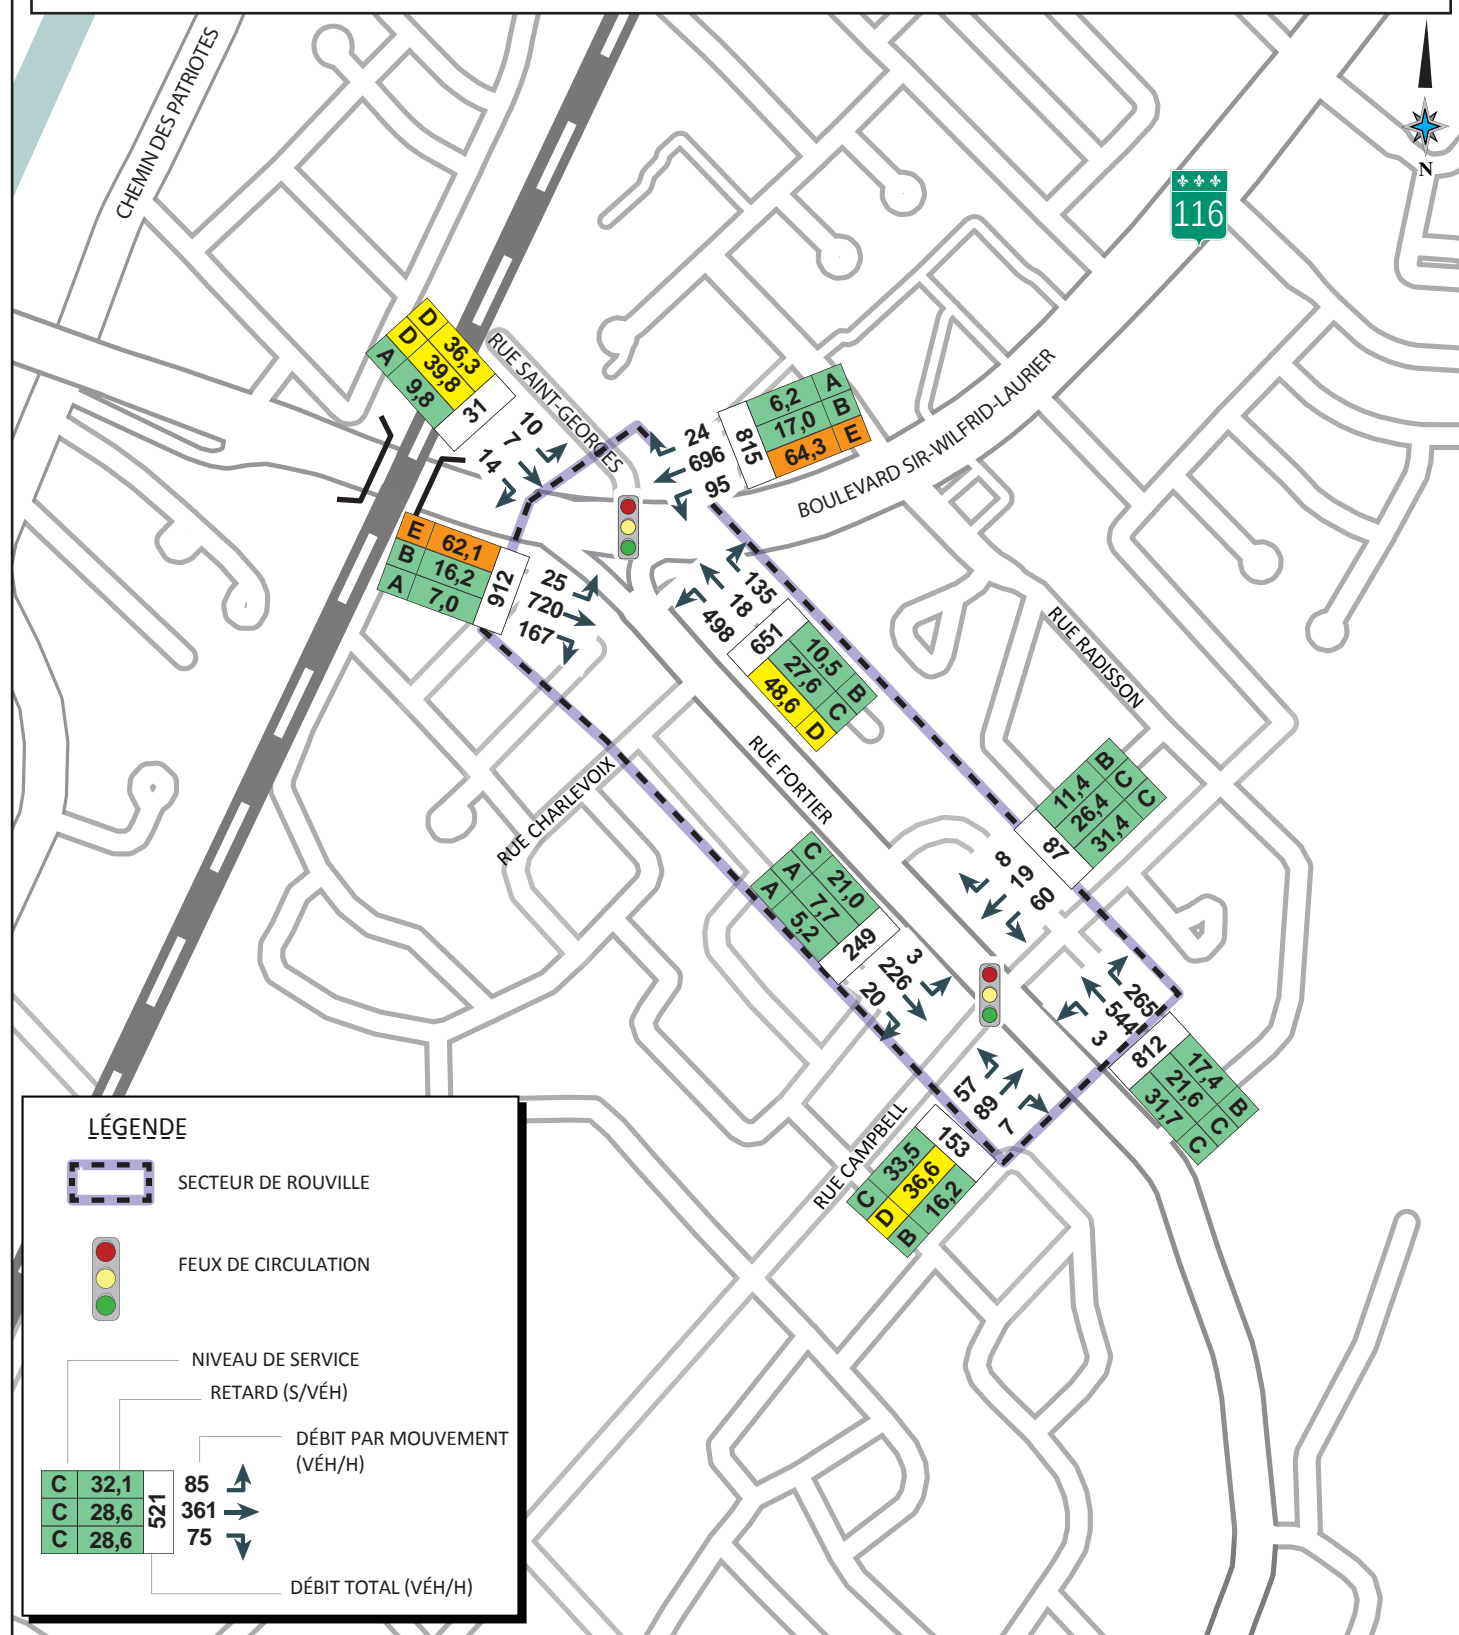 CHEMIN DES PATRIOTES
N
116
D 36,3
D 39,8
A 9,8
31
10
7
14
RUE SAINT-GEORGES
24
696
95
815
6,2 A
17,0 B
64,3 E
BOULEVARD SIR-WILFRID-LAURIER
E 62,1
B 16,2
A 7,0
912
25
720
167
135
18
498
651
10,5 B
27,6 C
48,6 D
RUE RADISSON
RUE FORTIER
RUE CHARLEVOIX
11,4 B
26,4 C
31,4 C
87
8
19
60
C 21,0
A 7,7
A 5,2
249
3
226
20
265
544
3
812
17,4 B
21,6 C
31,7 C
57
89
7
153
C 33,5
D 36,6
B 16,2
RUE CAMPBELL
LÉGENDE
SECTEUR DE ROUVILLE
FEUX DE CIRCULATION
NIVEAU DE SERVICE
RETARD (S/VÉH)
DÉBIT PAR MOUVEMENT
(VÉH/H)
C 32,1 85
C 28,6 521 361
C 28,6 75
DÉBIT TOTAL (VÉH/H)